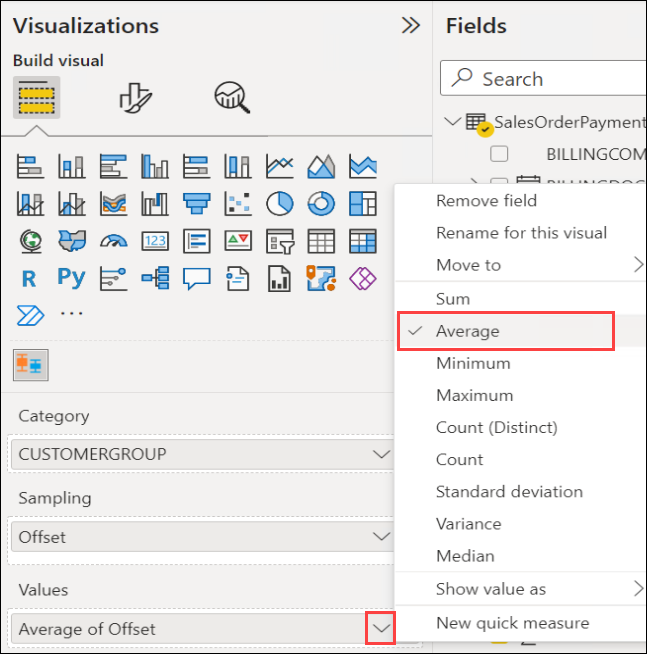 Visualizations
Build visual
Fields
Search
SalesOrderPayment
BILLINGCOM
123
R
Py
...
Category
CUSTOMERGROUP
Sampling
Offset
Values
Average of Offset
Remove field
Rename for this visual
Move to
Sum
Average
Minimum
Maximum
Count (Distinct)
Count
Standard deviation
Variance
Median
Show value as
New quick measure